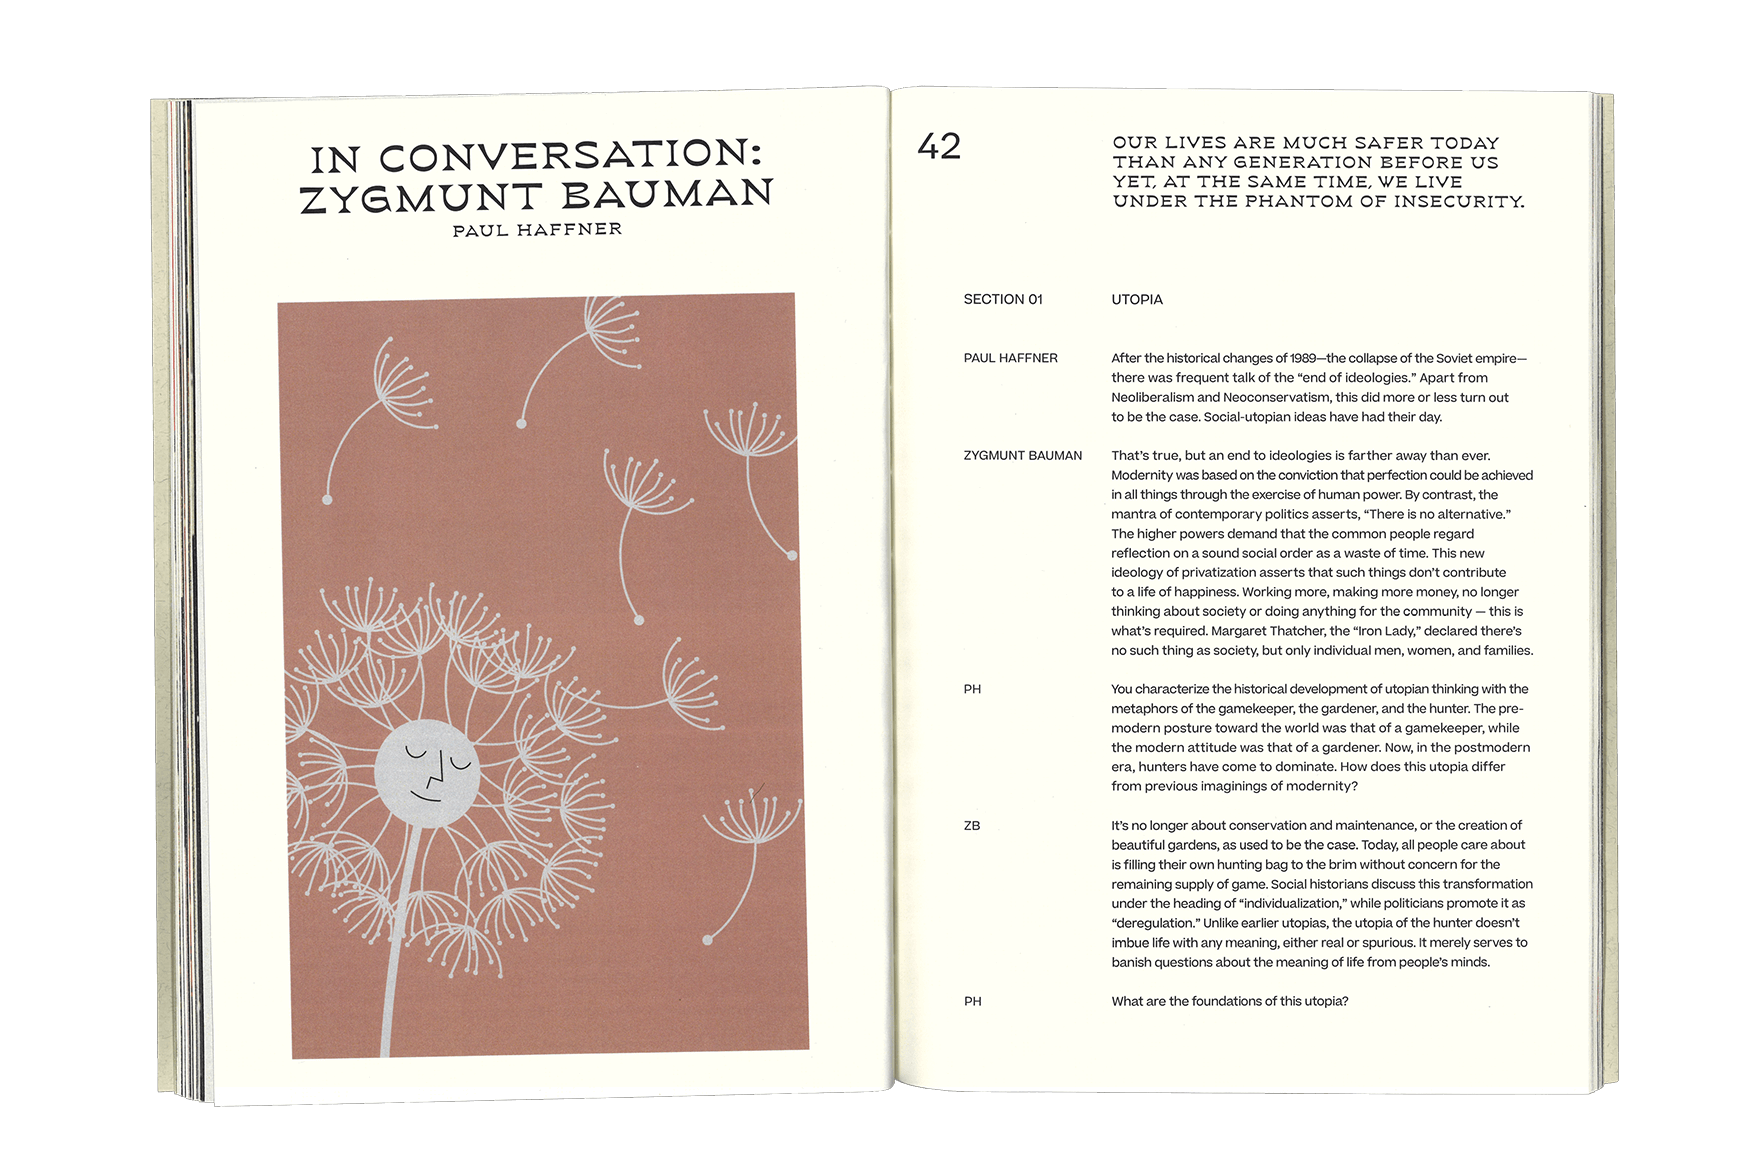 IN CONVERSATION:
ZYGMUNT BAUMAN
PAUL HAFFNER
42
OUR LIVES ARE MUCH SAFER TODAY
THAN ANY GENERATION BEFORE US
YET, AT THE SAME TIME, WE LIVE
UNDER THE PHANTOM OF INSECURITY.
SECTION 01 UTOPIA
PAUL HAFFNER After the historical changes of 1989—the collapse of the Soviet empire—
there was frequent talk of the “end of ideologies.” Apart from
Neoliberalism and Neoconservatism, this did more or less turn out
to be the case. Social-utopian ideas have had their day.
ZYGMUNT BAUMAN That’s true, but an end to ideologies is farther away than ever.
Modernity was based on the conviction that perfection could be achieved
in all things through the exercise of human power. By contrast, the
mantra of contemporary politics asserts, “There is no alternative.”
The higher powers demand that the common people regard
reflection on a sound social order as a waste of time. This new
ideology of privatization asserts that such things don’t contribute
to a life of happiness. Working more, making more money, no longer
thinking about society or doing anything for the community — this is
what’s required. Margaret Thatcher, the “Iron Lady,” declared there’s
no such thing as society, but only individual men, women, and families.
PH You characterize the historical development of utopian thinking with the
metaphors of the gamekeeper, the gardener, and the hunter. The pre-
modern posture toward the world was that of a gamekeeper, while
the modern attitude was that of a gardener. Now, in the postmodern
era, hunters have come to dominate. How does this utopia differ
from previous imaginings of modernity?
ZB It’s no longer about conservation and maintenance, or the creation of
beautiful gardens, as used to be the case. Today, all people care about
is filling their own hunting bag to the brim without concern for the
remaining supply of game. Social historians discuss this transformation
under the heading of “individualization,” while politicians promote it as
“deregulation.” Unlike earlier utopias, the utopia of the hunter doesn’t
imbue life with any meaning, either real or spurious. It merely serves to
banish questions about the meaning of life from people’s minds.
PH What are the foundations of this utopia?